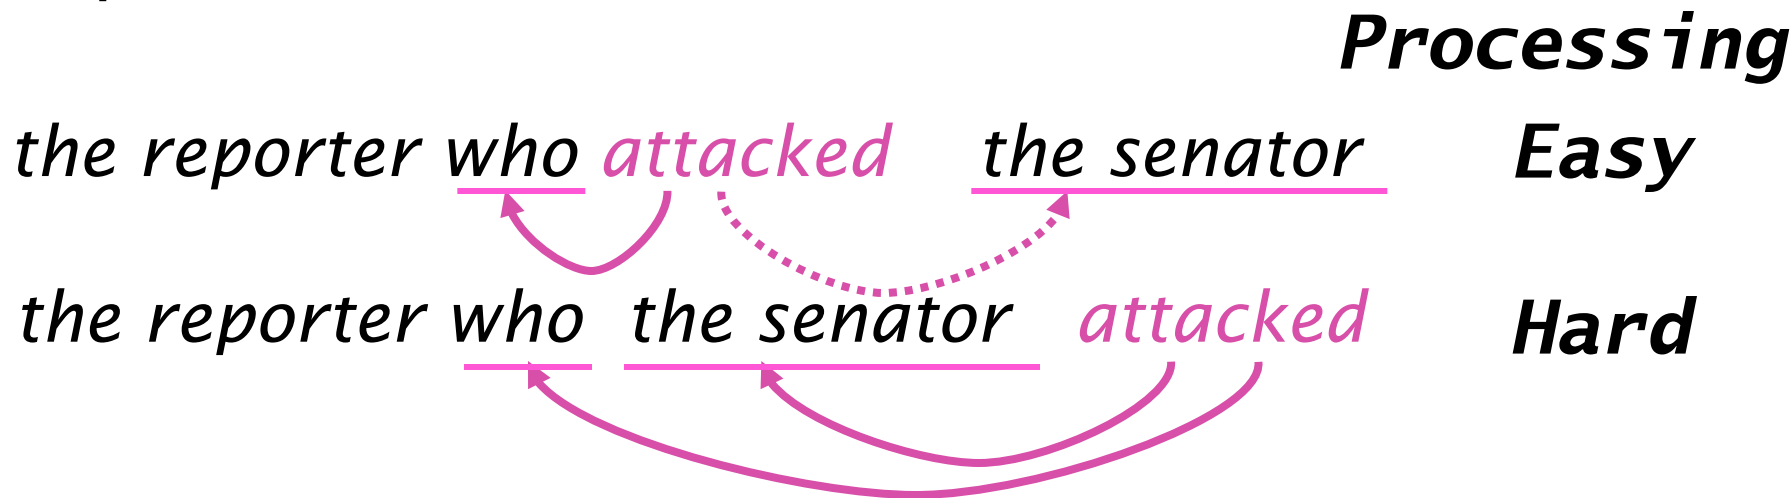 Processing
the reporter who attacked the senator Easy
the reporter who the senator attacked Hard